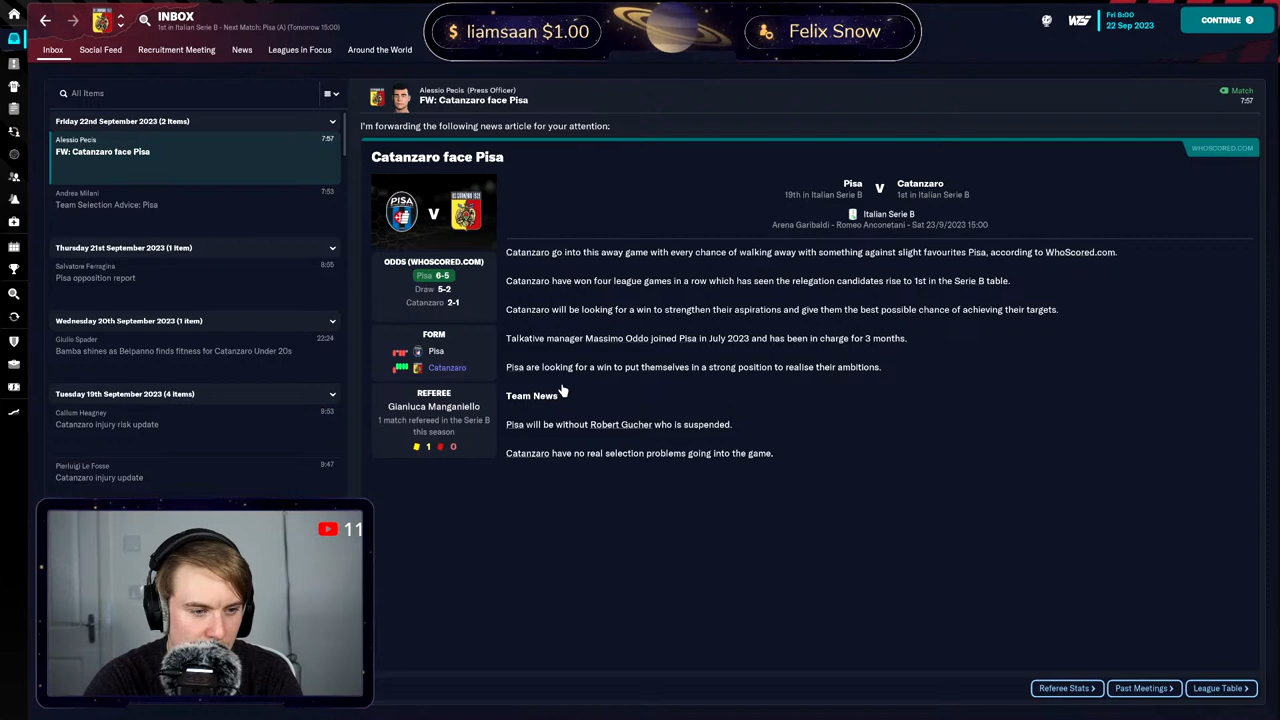 INBOX
1st in Italian Serie B - Next Match: Pisa (A) (Tomorrow 15:00)
$ liamsaan $1.00
Felix Snow
Fri 8:00
22 Sep 2023
CONTINUE
Inbox
Social Feed
Recruitment Meeting
News
Leagues in Focus
Around the World
All Items
Friday 22nd September 2023 (2 Items)
Alessio Pecis
7:57
FW: Catanzaro face Pisa
Andrea Milani
7:53
Team Selection Advice: Pisa
Thursday 21st September 2023 (1 Item)
Salvatore Ferragina
8:55
Pisa opposition report
Wednesday 20th September 2023 (1 item)
Giulio Spader
22:24
Bamba shines as Belpanno finds fitness for Catanzaro Under 20s
Tuesday 19th September 2023 (4 Items)
Callum Heagney
9:53
Catanzaro injury risk update
Pierluigi Le Fosse
9:47
Catanzaro injury update
11
Alessio Pecis (Press Officer)
FW: Catanzaro face Pisa
Match
7:57
I'm forwarding the following news article for your attention:
Catanzaro face Pisa
WHOSCORED.COM
PISA
V
Pisa
19th in Italian Serie B
V
Catanzaro
1st in Italian Serie B
Italian Serie B
Arena Garibaldi - Romeo Anconetani - Sat 23/9/2023 15:00
ODDS (WHOSCORED.COM)
Pisa 6-5
Draw 5-2
Catanzaro 2-1
FORM
Pisa
Catanzaro
REFEREE
Gianluca Manganiello
1 match refereed in the Serie B
this season
1 0
Catanzaro go into this away game with every chance of walking away with something against slight favourites Pisa, according to WhoScored.com.
Catanzaro have won four league games in a row which has seen the relegation candidates rise to 1st in the Serie B table.
Catanzaro will be looking for a win to strengthen their aspirations and give them the best possible chance of achieving their targets.
Talkative manager Massimo Oddo joined Pisa in July 2023 and has been in charge for 3 months.
Pisa are looking for a win to put themselves in a strong position to realise their ambitions.
Team News
Pisa will be without Robert Gucher who is suspended.
Catanzaro have no real selection problems going into the game.
Referee Stats >
Past Meetings >
League Table >